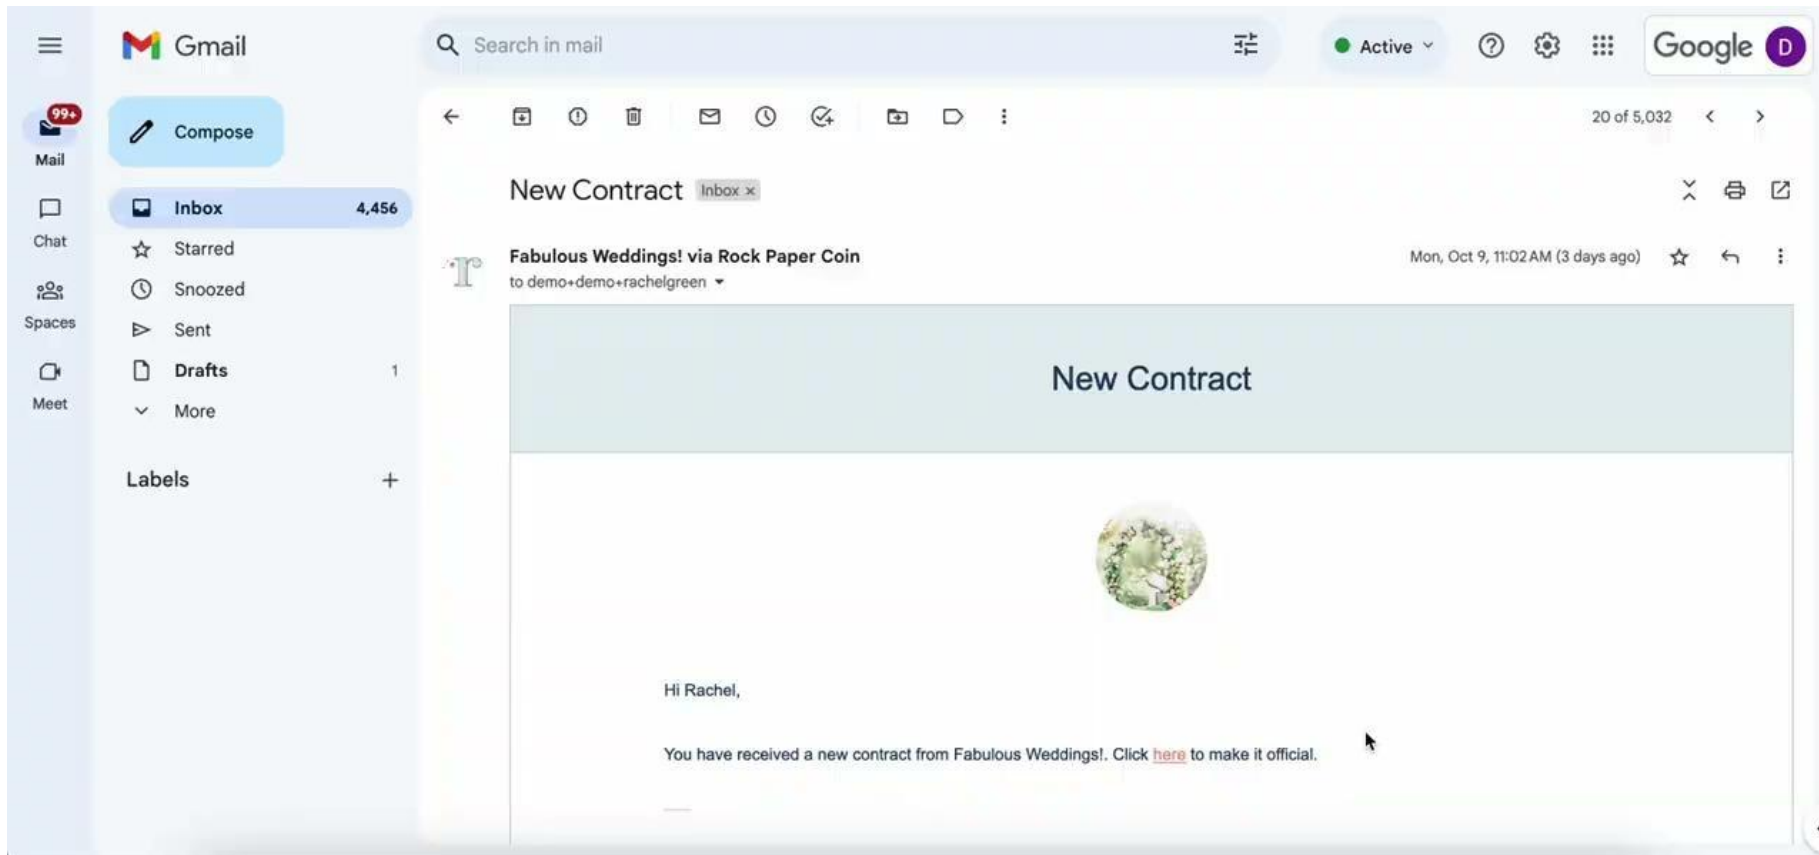 Gmail
Search in mail
Active
Google D
99+
Mail
Chat
Spaces
Meet
Compose
Inbox 4,456
Starred
Snoozed
Sent
Drafts 1
More
Labels
20 of 5,032
New Contract Inbox x
Fabulous Weddings! via Rock Paper Coin
Mon, Oct 9, 11:02 AM (3 days ago)
to demo+demo+rachelgreen
New Contract
Hi Rachel,
You have received a new contract from Fabulous Weddings!. Click here to make it official.